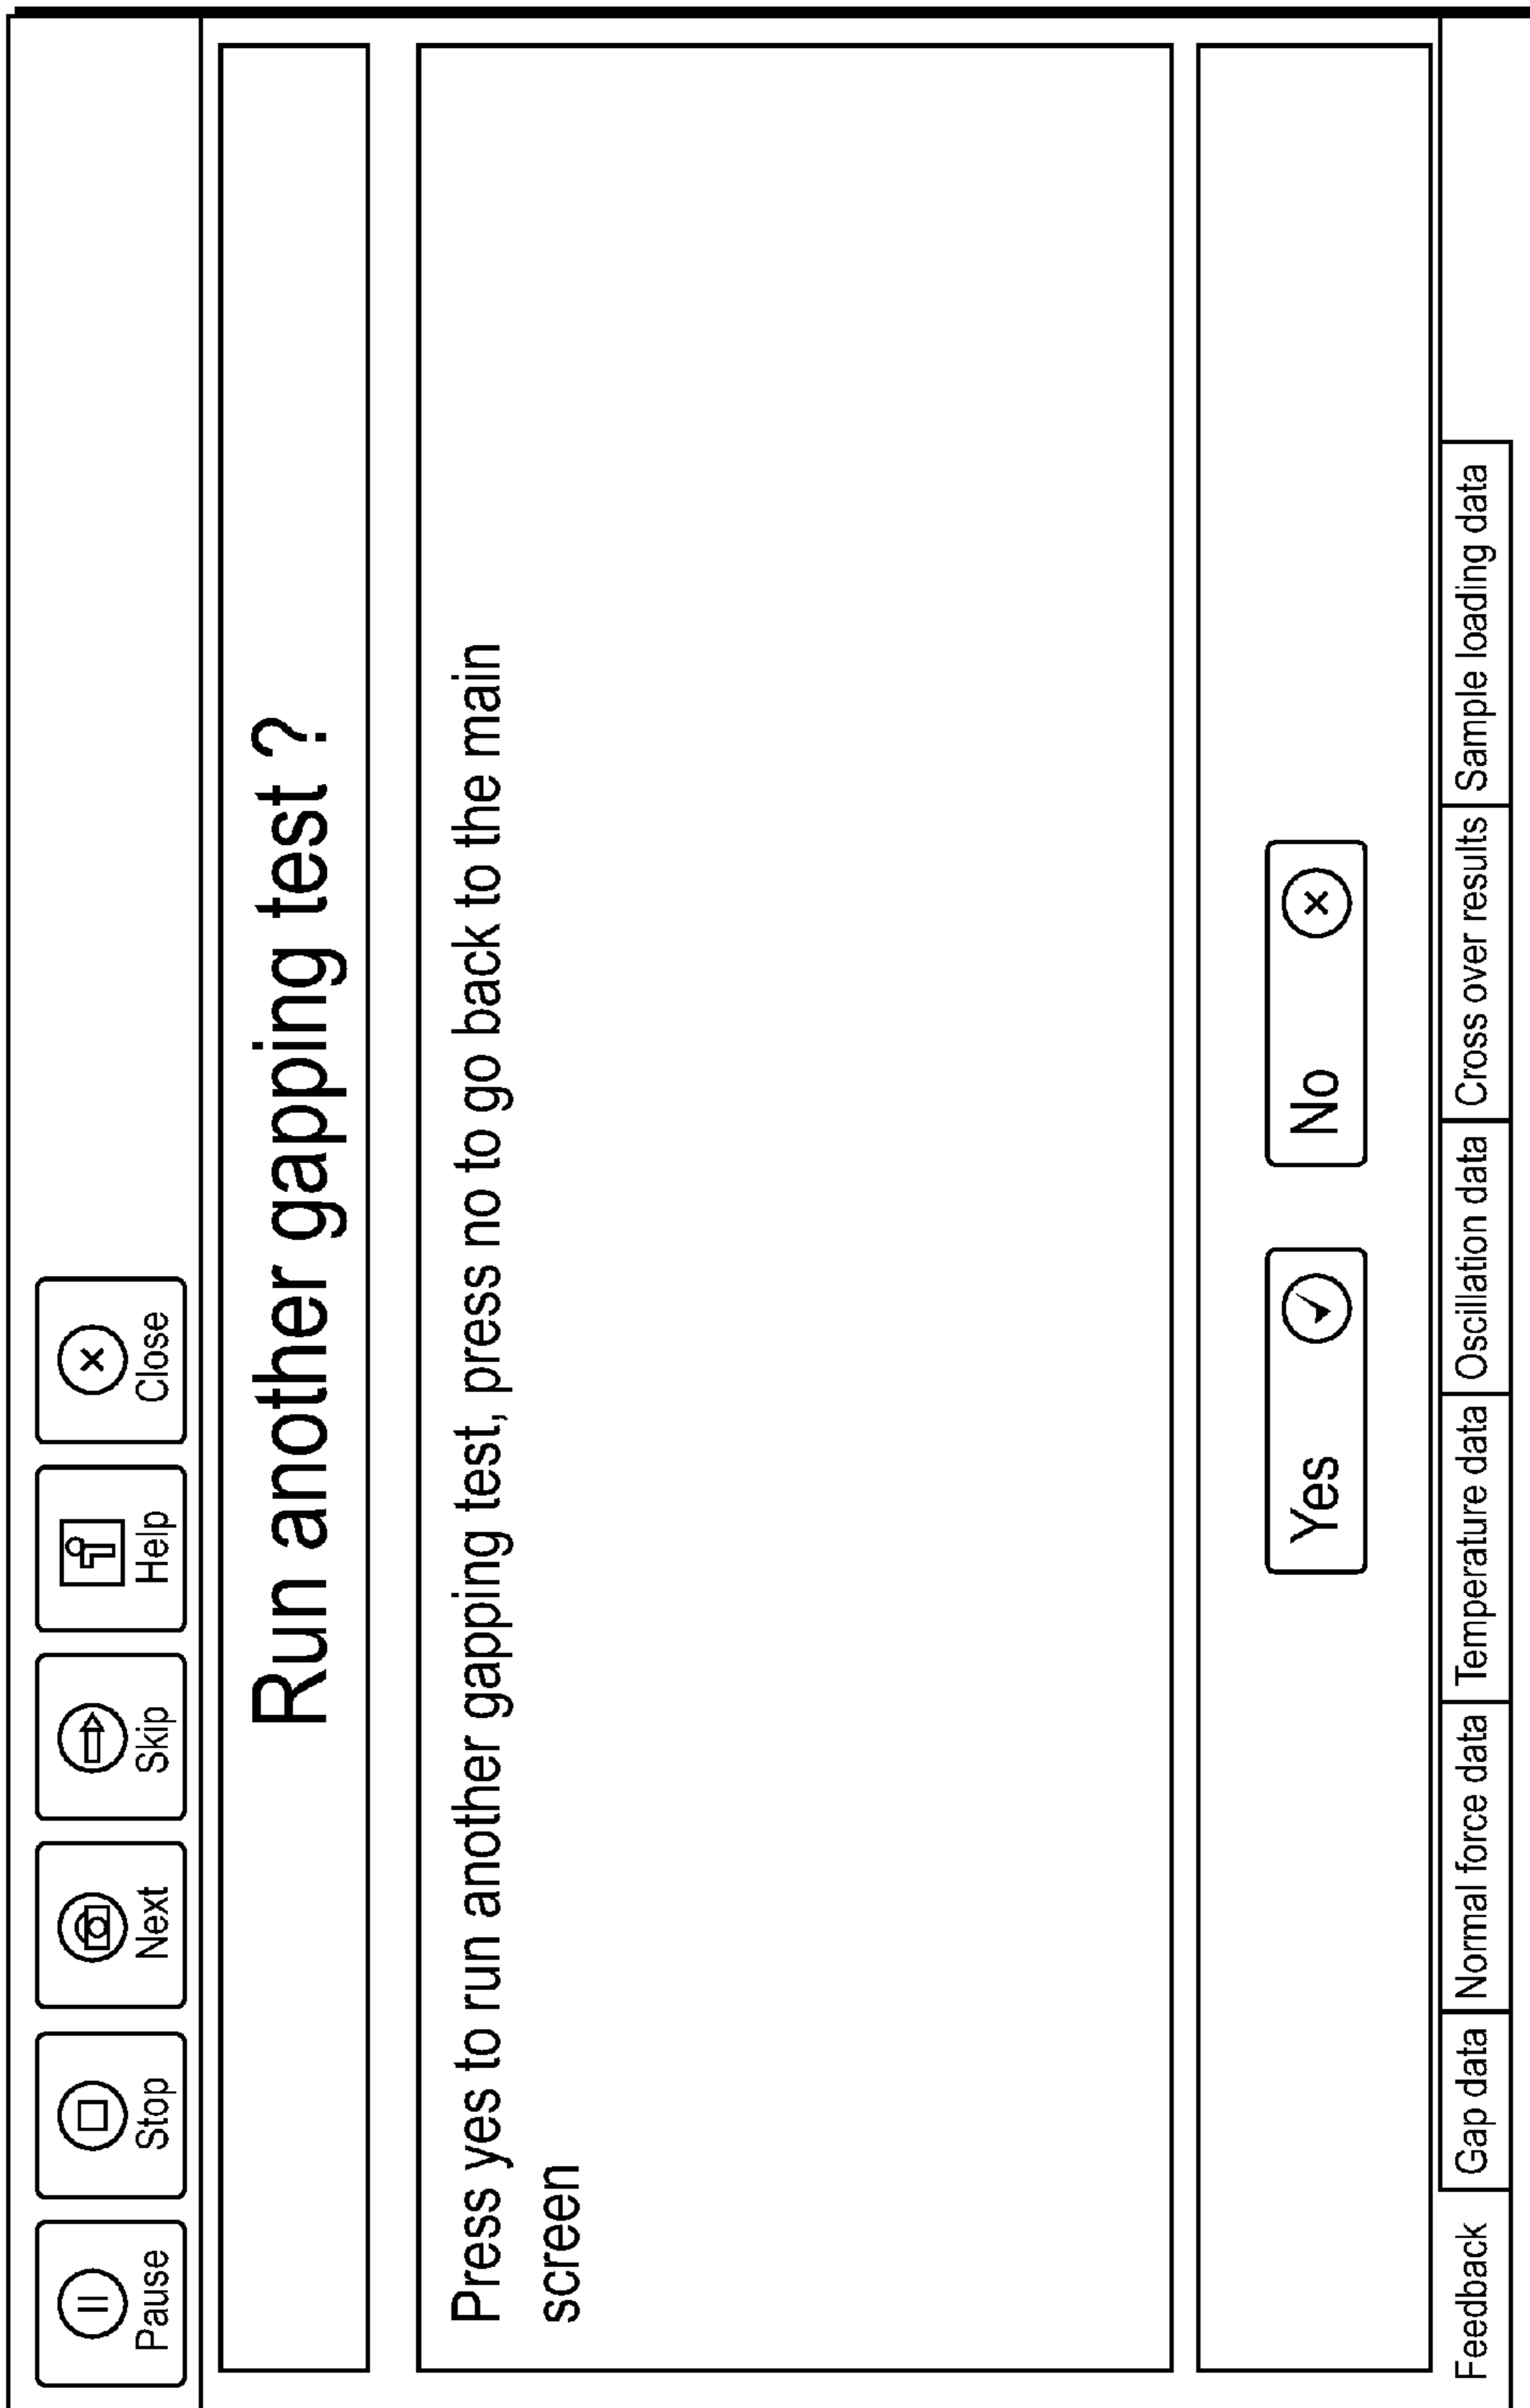 Pause Stop Next Skip Help Close
Run another gapping test ?
Press yes to run another gapping test, press no to go back to the main
screen
Yes No
Feedback Gap data Normal force data Temperature data Oscillation data Cross over results Sample loading data